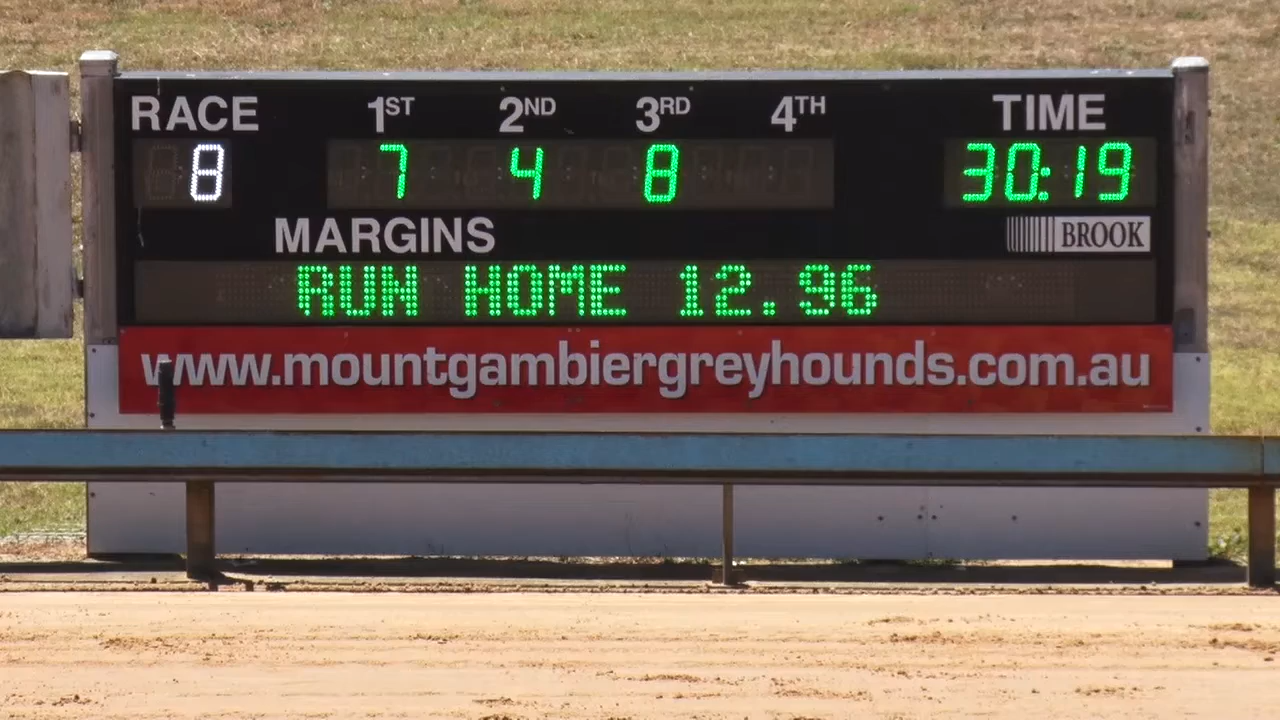 RACE 1ST 2ND 3RD 4TH TIME
8 7 4 8 30:19
MARGINS BROOK
RUN HOME 12.96
www.mountgambiergreyhounds.com.au